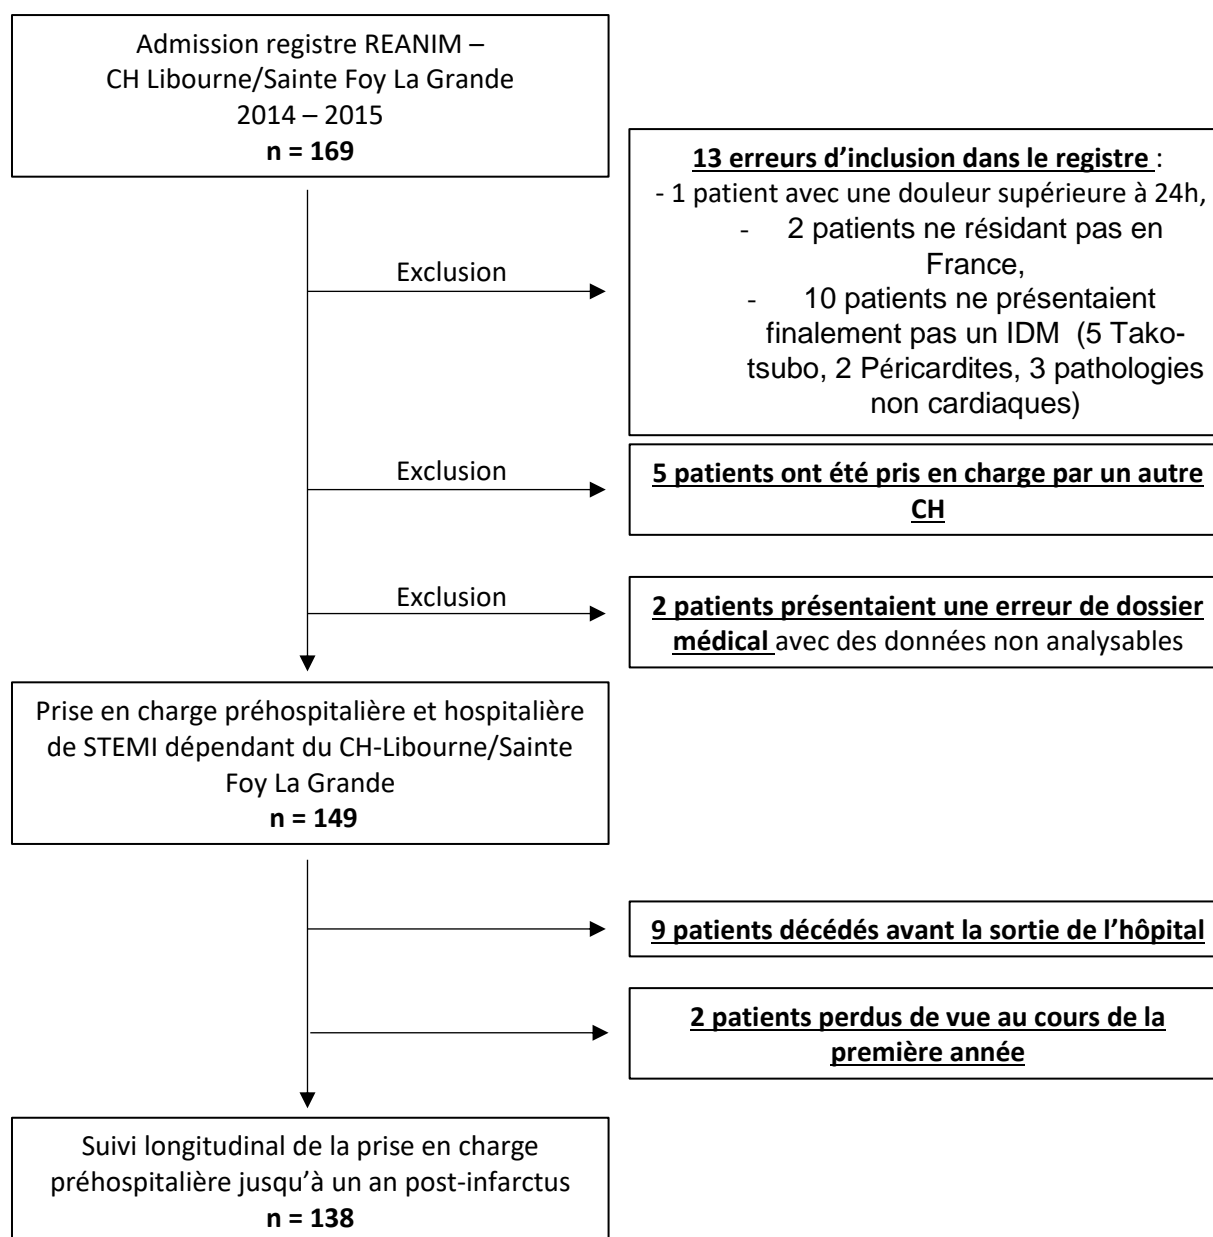 Admission registre REANIM –
CH Libourne/Sainte Foy La Grande
2014 – 2015
n = 169
13 erreurs d’inclusion dans le registre :
- 1 patient avec une douleur supérieure à 24h,
- 2 patients ne résidant pas en
France,
- 10 patients ne présentaient
finalement pas un IDM (5 Tako-
tsubo, 2 Péricardites, 3 pathologies
non cardiaques)
Exclusion
Exclusion
5 patients ont été pris en charge par un autre
CH
Exclusion
2 patients présentaient une erreur de dossier
médical avec des données non analysables
Prise en charge préhospitalière et hospitalière
de STEMI dépendant du CH-Libourne/Sainte
Foy La Grande
n = 149
9 patients décédés avant la sortie de l’hôpital
2 patients perdus de vue au cours de la
première année
Suivi longitudinal de la prise en charge
préhospitalière jusqu’à un an post-infarctus
n = 138